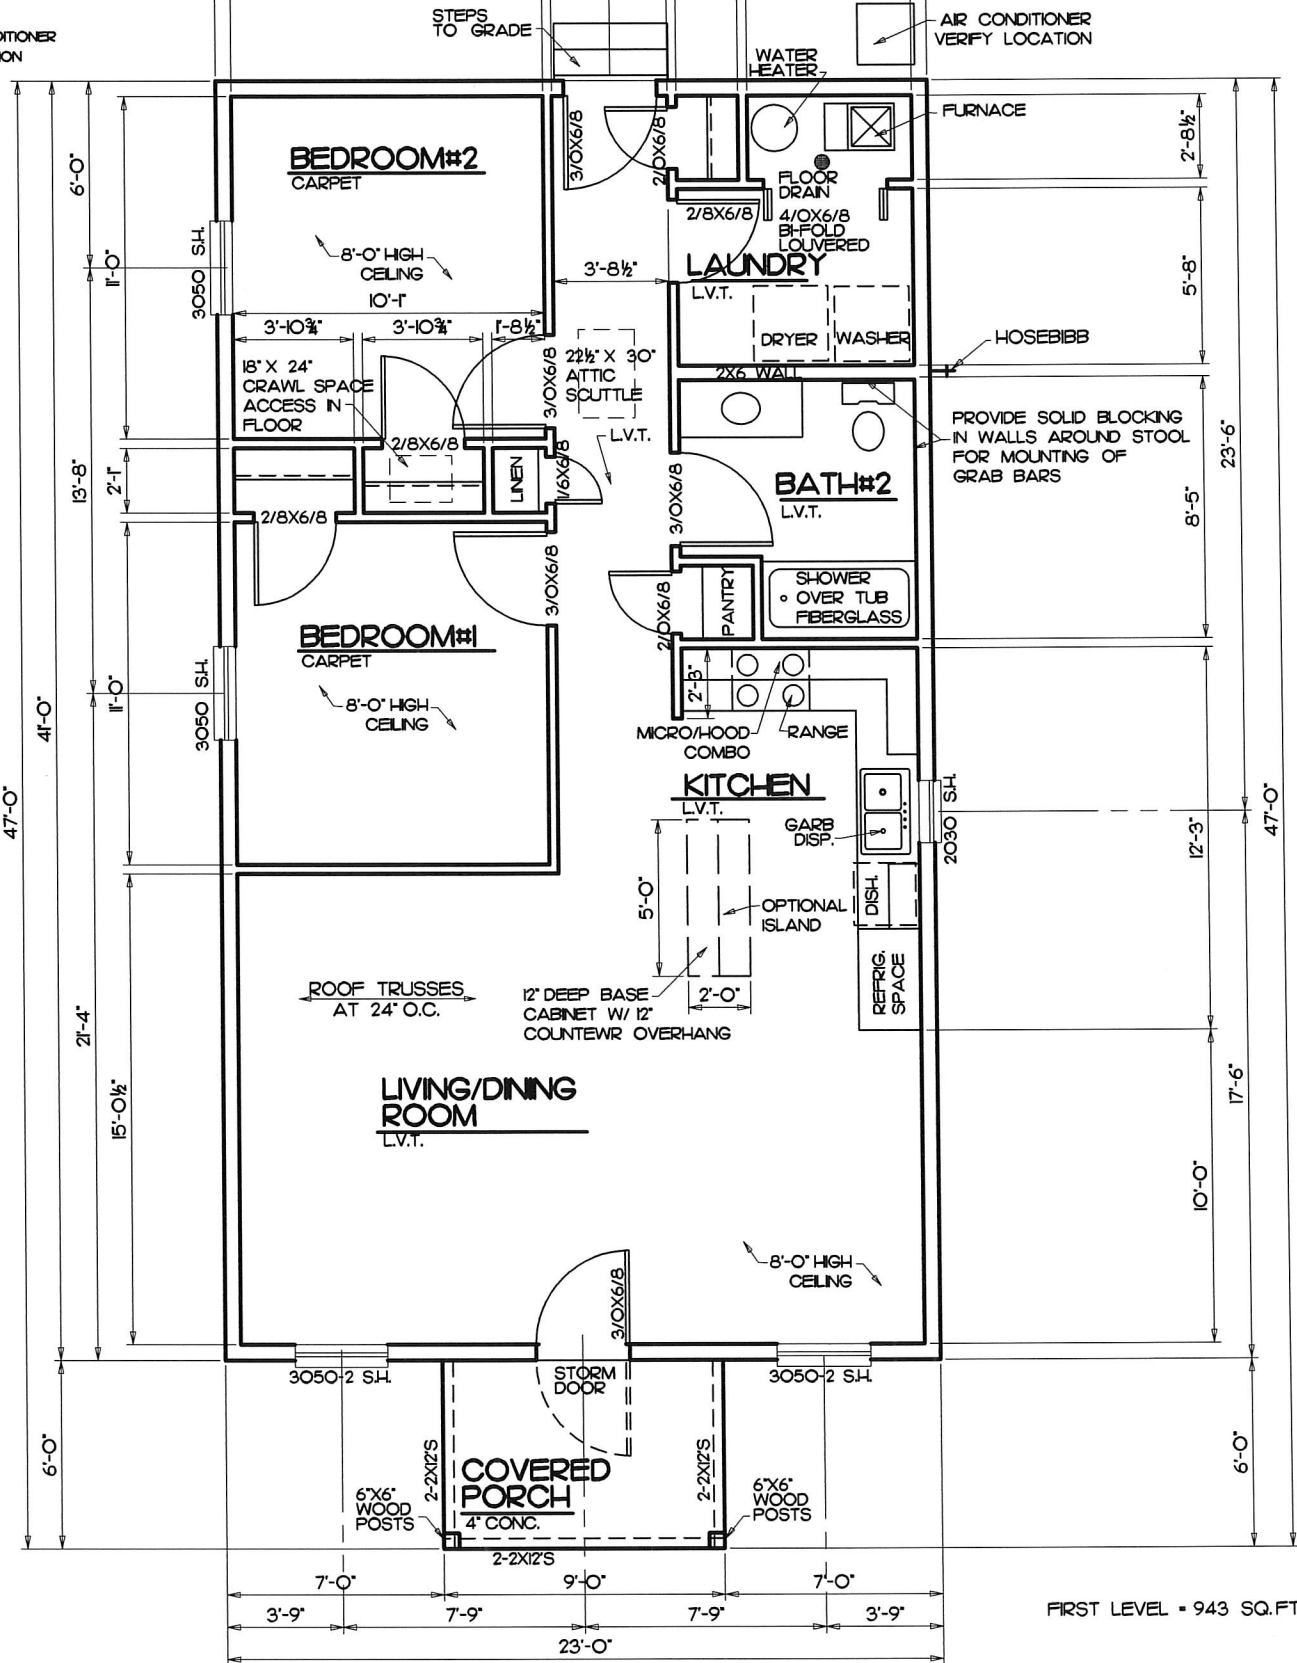 DITIONER
ION
STEPS
TO GRADE
AIR CONDITIONER
VERIFY LOCATION
WATER
HEATER
FURNACE
BEDROOM#2
CARPET
3/0X6/8
2/0X6/8
FLOOR
DRAIN
2'-8½"
6'-0"
11'-0"
3050 S.H.
8'-0" HIGH
CEILING
2/8X6/8
4/0X6/8
BI-FOLD
LOUVERED
3'-8½"
LAUNDRY
L.V.T.
5'-8"
10'-1"
3'-10¾"
3'-10¾"
1'-8½"
DRYER
WASHER
HOSEBIBB
18" X 24"
CRAWL SPACE
ACCESS IN
FLOOR
3/0X6/8
22½" X 30"
ATTIC
SCUTTLE
2X6 WALL
L.V.T.
PROVIDE SOLID BLOCKING
IN WALLS AROUND STOOL
FOR MOUNTING OF
GRAB BARS
23'-6"
2/8X6/8
LINEN
1/6X6/8
3/0X6/8
BATH#2
L.V.T.
8'-5"
13'-8"
2'-1"
2/8X6/8
3/0X6/8
2/0X6/8
PANTRY
SHOWER
OVER TUB
FIBERGLASS
BEDROOM#1
CARPET
3050 S.H.
11'-0"
8'-0" HIGH
CEILING
2'-3"
MICRO/HOOD
COMBO
RANGE
41'-0"
47'-0"
KITCHEN
L.V.T.
GARB
DISP.
2030 S.H.
12'-3"
47'-0"
5'-0"
OPTIONAL
ISLAND
DISH.
REFRIG.
SPACE
ROOF TRUSSES
AT 24" O.C.
12" DEEP BASE
CABINET W/ 12"
COUNTEWR OVERHANG
2'-0"
21'-4"
15'-0½"
LIVING/DINING
ROOM
L.V.T.
17'-6"
10'-0"
8'-0" HIGH
CEILING
3/0X6/8
3050-2 S.H.
STORM
DOOR
3050-2 S.H.
6'-0"
6'-0"
2-2X12'S
2-2X12'S
COVERED
PORCH
4" CONC.
6"X6"
WOOD
POSTS
6"X6"
WOOD
POSTS
2-2X12'S
7'-0"
9'-0"
7'-0"
3'-9"
7'-9"
7'-9"
3'-9"
23'-0"
FIRST LEVEL = 943 SQ.FT